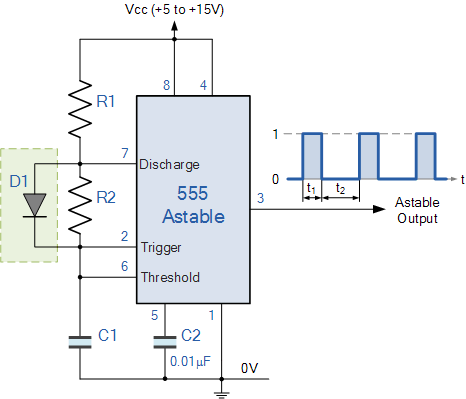 Vcc (+5 to +15V)
8
4
R1
7
Discharge
D1
R2
555
Astable
3
2
Trigger
6
Threshold
1
0
t1
t2
t
Astable
Output
5
1
C1
C2
0.01µF
0V